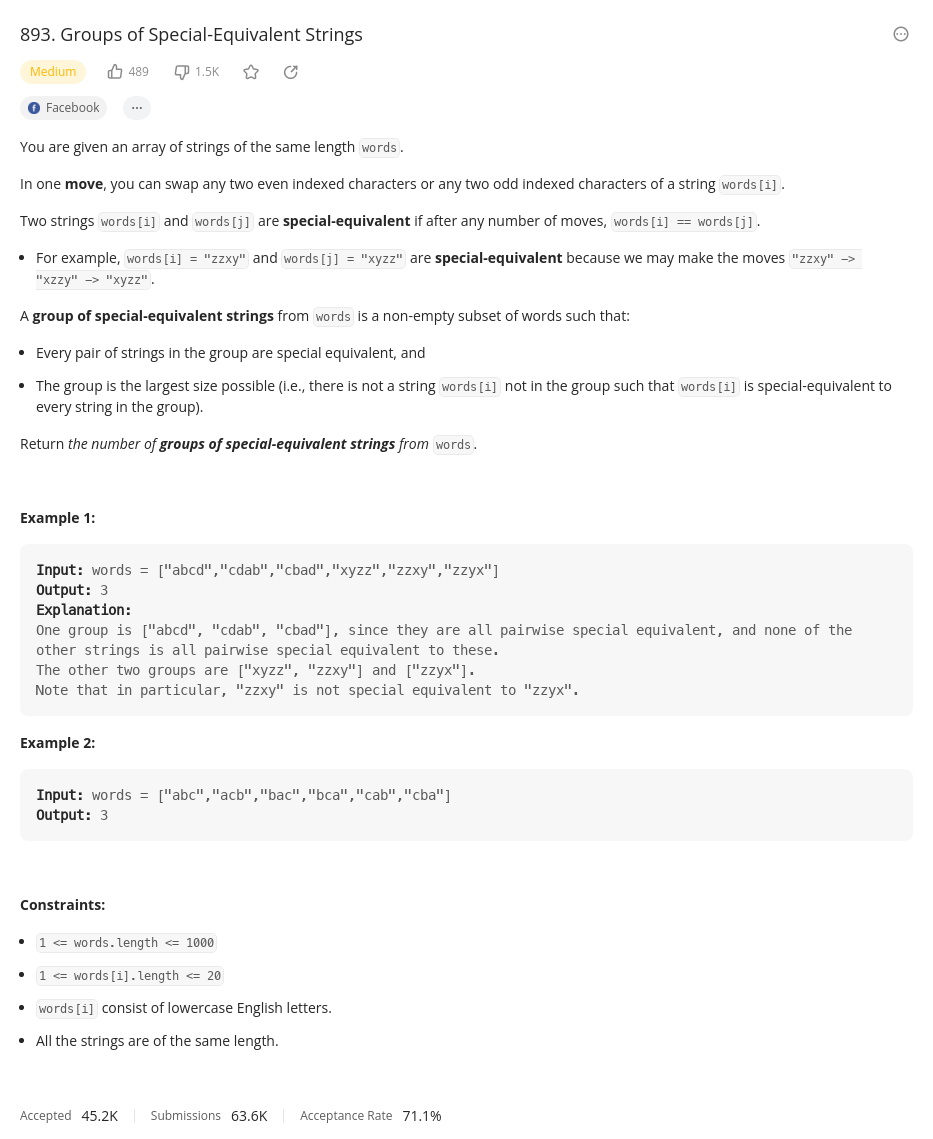 893. Groups of Special-Equivalent Strings
Medium 489 1.5K
Facebook ...
You are given an array of strings of the same length words.
In one move, you can swap any two even indexed characters or any two odd indexed characters of a string words[i].
Two strings words[i] and words[j] are special-equivalent if after any number of moves, words[i] == words[j].
• For example, words[i] = "zzxy" and words[j] = "xyzz" are special-equivalent because we may make the moves "zzxy" ->
"xzzy" -> "xyzz".
A group of special-equivalent strings from words is a non-empty subset of words such that:
• Every pair of strings in the group are special equivalent, and
• The group is the largest size possible (i.e., there is not a string words[i] not in the group such that words[i] is special-equivalent to
every string in the group).
Return the number of groups of special-equivalent strings from words.
Example 1:
Input: words = ["abcd","cdab","cbad","xyzz","zzxy","zzyx"]
Output: 3
Explanation:
One group is ["abcd", "cdab", "cbad"], since they are all pairwise special equivalent, and none of the
other strings is all pairwise special equivalent to these.
The other two groups are ["xyzz", "zzxy"] and ["zzyx"].
Note that in particular, "zzxy" is not special equivalent to "zzyx".
Example 2:
Input: words = ["abc","acb","bac","bca","cab","cba"]
Output: 3
Constraints:
• 1 <= words.length <= 1000
• 1 <= words[i].length <= 20
• words[i] consist of lowercase English letters.
• All the strings are of the same length.
Accepted 45.2K Submissions 63.6K Acceptance Rate 71.1%